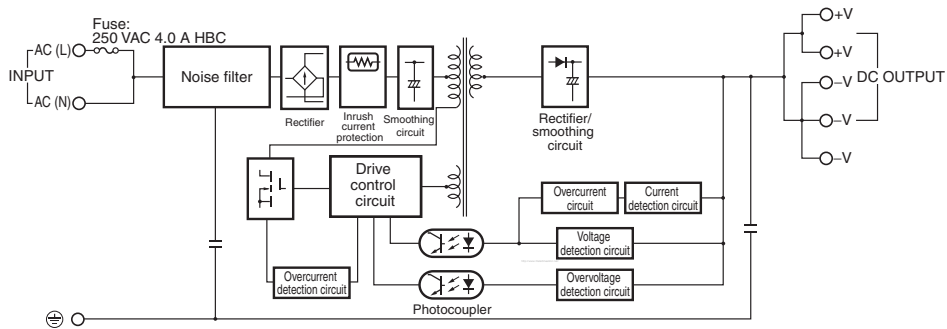 Fuse:
250 VAC 4.0 A HBC
AC (L)
INPUT
AC (N)
Noise filter
Rectifier
Inrush
current
protection
Smoothing
circuit
Rectifier/
smoothing
circuit
+V
+V
–V
DC OUTPUT
–V
–V
Drive
control
circuit
Overcurrent
circuit
Current
detection circuit
Voltage
detection circuit
Overcurrent
detection circuit
Overvoltage
detection circuit
Photocoupler